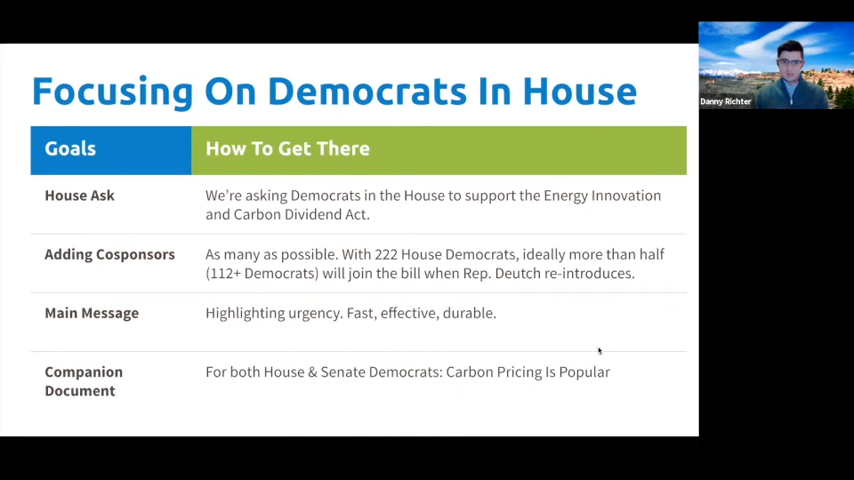 Focusing On Democrats In House
Goals
How To Get There
House Ask
We're asking Democrats in the House to support the Energy Innovation
and Carbon Dividend Act.
Adding Cosponsors
As many as possible. With 222 House Democrats, ideally more than half
(112+ Democrats) will join the bill when Rep. Deutch re-introduces.
Main Message
Highlighting urgency. Fast, effective, durable.
Companion
Document
For both House & Senate Democrats: Carbon Pricing Is Popular
Danny Richter